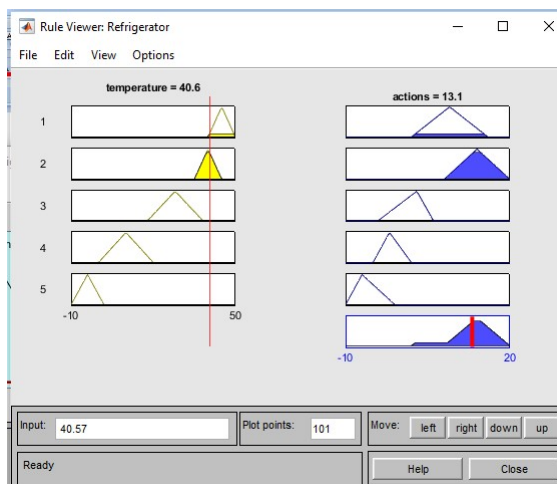 Rule Viewer: Refrigerator
File Edit View Options
temperature = 40.6
actions = 13.1
1
2
3
4
5
-10 50
-10 20
Input: 40.57 Plot points: 101 Move: left right down up
Ready Help Close